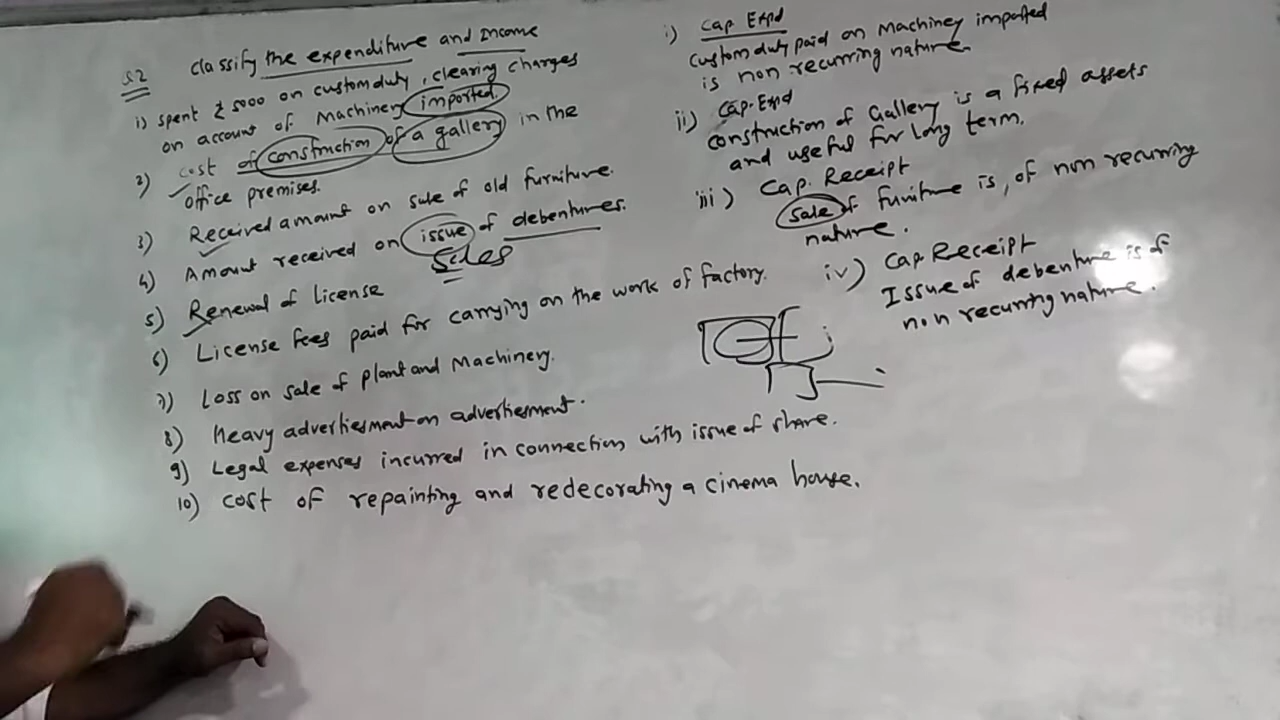 52 classify the expenditure and Income
1) spent ₹ 5000 on customduty, clearing charges
on account of Machinery imported.
2) cost of construction of a gallery in the
office premises.
3) Received amount on sale of old furniture.
4) Amount received on issue of debentures.
Sales
5) Renewal of License
6) License fees paid for carrying on the work of factory.
7) Loss on sale of plant and Machinery.
8) Heavy advertiesment on advertiesment.
9) Legal expenses incurred in connection with issue of share.
10) cost of repainting and redecorating a cinema house.
i) Cap Expd
custom duty paid on Machiney imported
is non recurring nature.
ii) Cap. Expd
construction of Gallery is a fixed assets
and useful for long term.
iii) Cap. Receipt
Sale of furniture is, of non recurring
nature.
iv) Cap Receipt
Issue of debenture is of
non recurring nature.